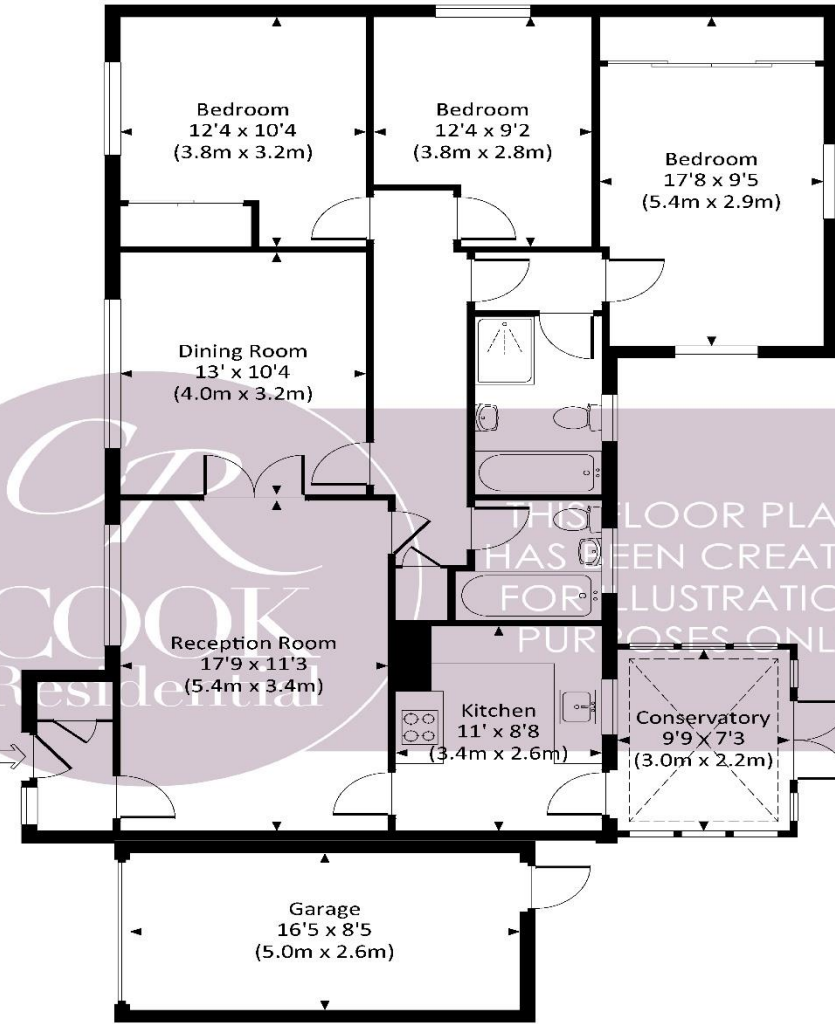 Bedroom
12'4 x 10'4
(3.8m x 3.2m)
Bedroom
12'4 x 9'2
(3.8m x 2.8m)
Bedroom
17'8 x 9'5
(5.4m x 2.9m)
Dining Room
13' x 10'4
(4.0m x 3.2m)
CR
COOK
Residential
THIS FLOOR PLA
HAS BEEN CREAT
FOR ILLUSTRATIO
PURPOSES ONL
Reception Room
17'9 x 11'3
(5.4m x 3.4m)
Kitchen
11' x 8'8
(3.4m x 2.6m)
Conservatory
9'9 x 7'3
(3.0m x 2.2m)
Garage
16'5 x 8'5
(5.0m x 2.6m)